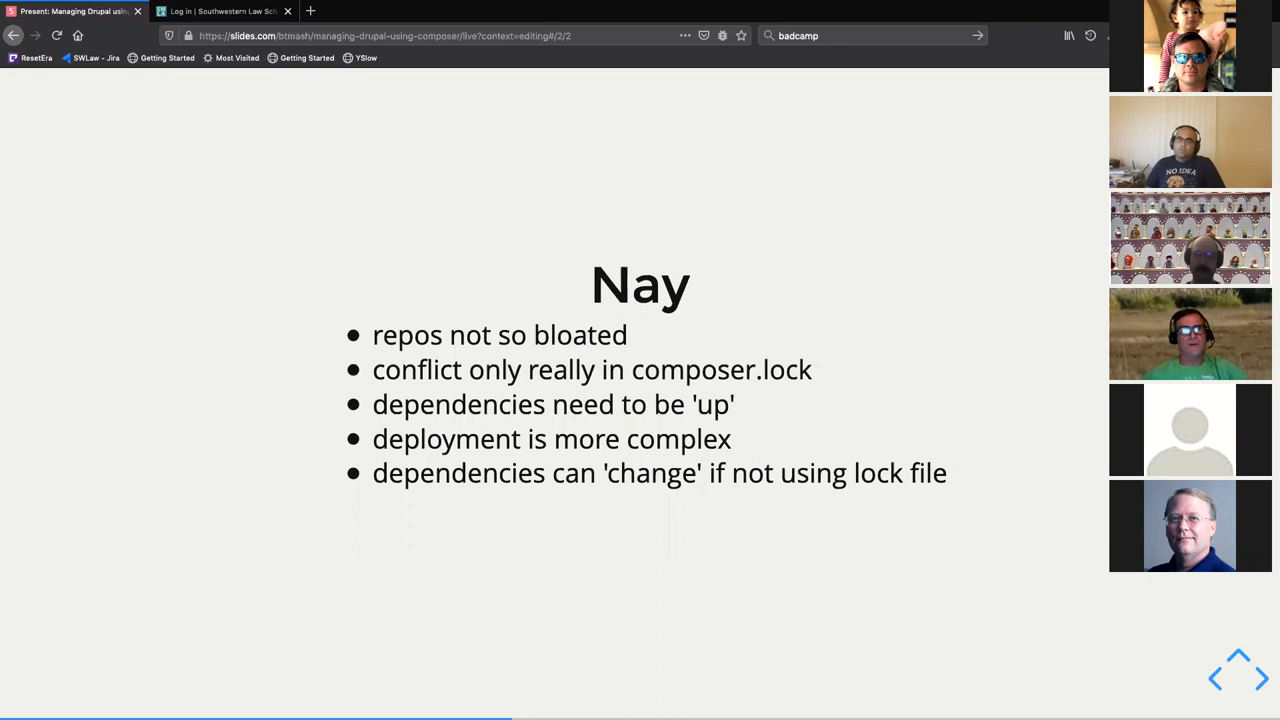 Present: Managing Drupal usin
Log in | Southwestern Law Sch
https://slides.com/btmash/managing-drupal-using-composer/live?context=editing#/2/2
badcamp
ResetEra
SWLaw - Jira
Getting Started
Most Visited
Getting Started
YSlow
NO IDEA
Nay
• repos not so bloated
• conflict only really in composer.lock
• dependencies need to be 'up'
• deployment is more complex
• dependencies can 'change' if not using lock file